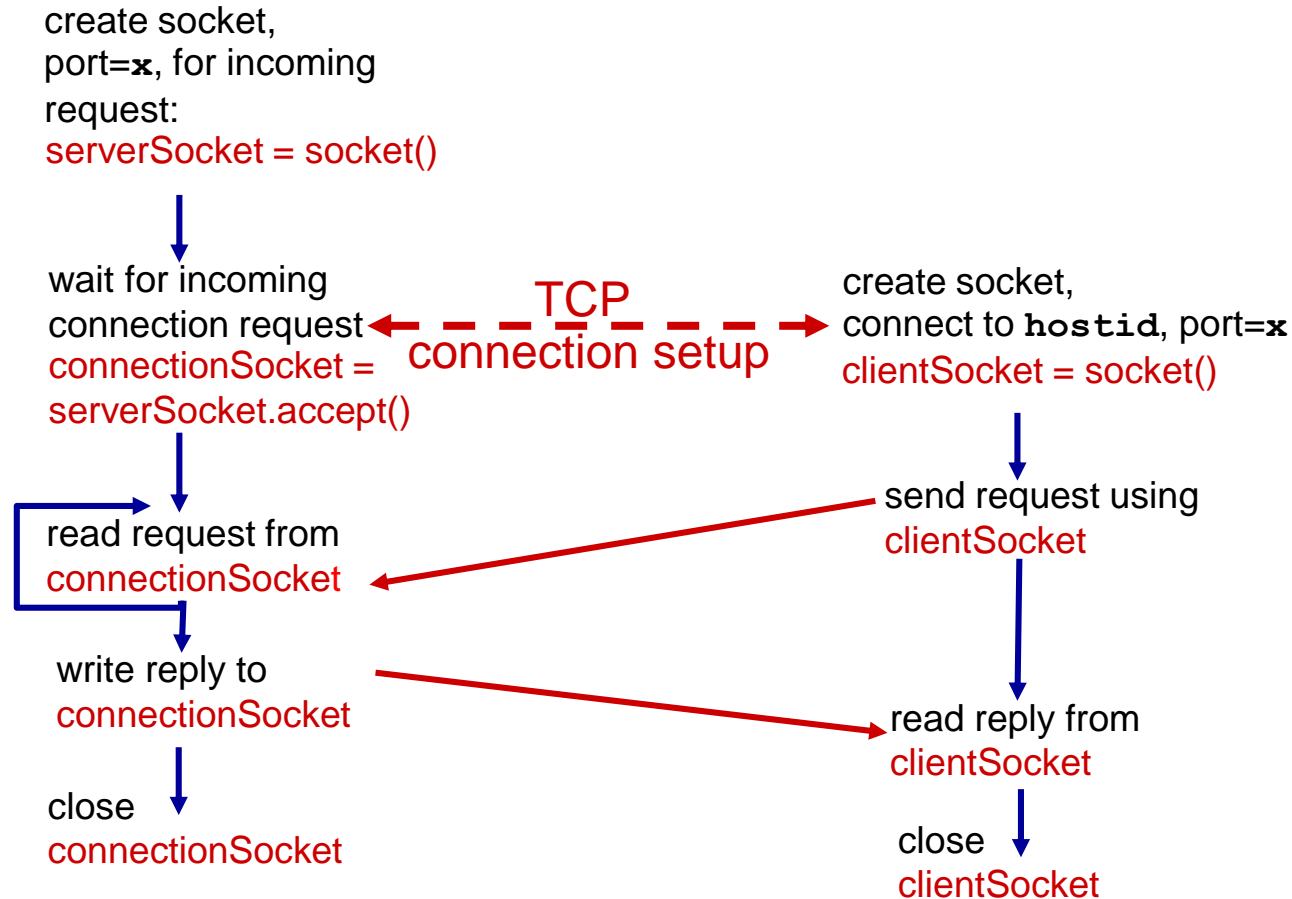 create socket,
port=x, for incoming
request:
serverSocket = socket()
wait for incoming
connection request
connectionSocket =
serverSocket.accept()
TCP
connection setup
create socket,
connect to hostid, port=x
clientSocket = socket()
send request using
clientSocket
read request from
connectionSocket
write reply to
connectionSocket
read reply from
clientSocket
close
connectionSocket
close
clientSocket